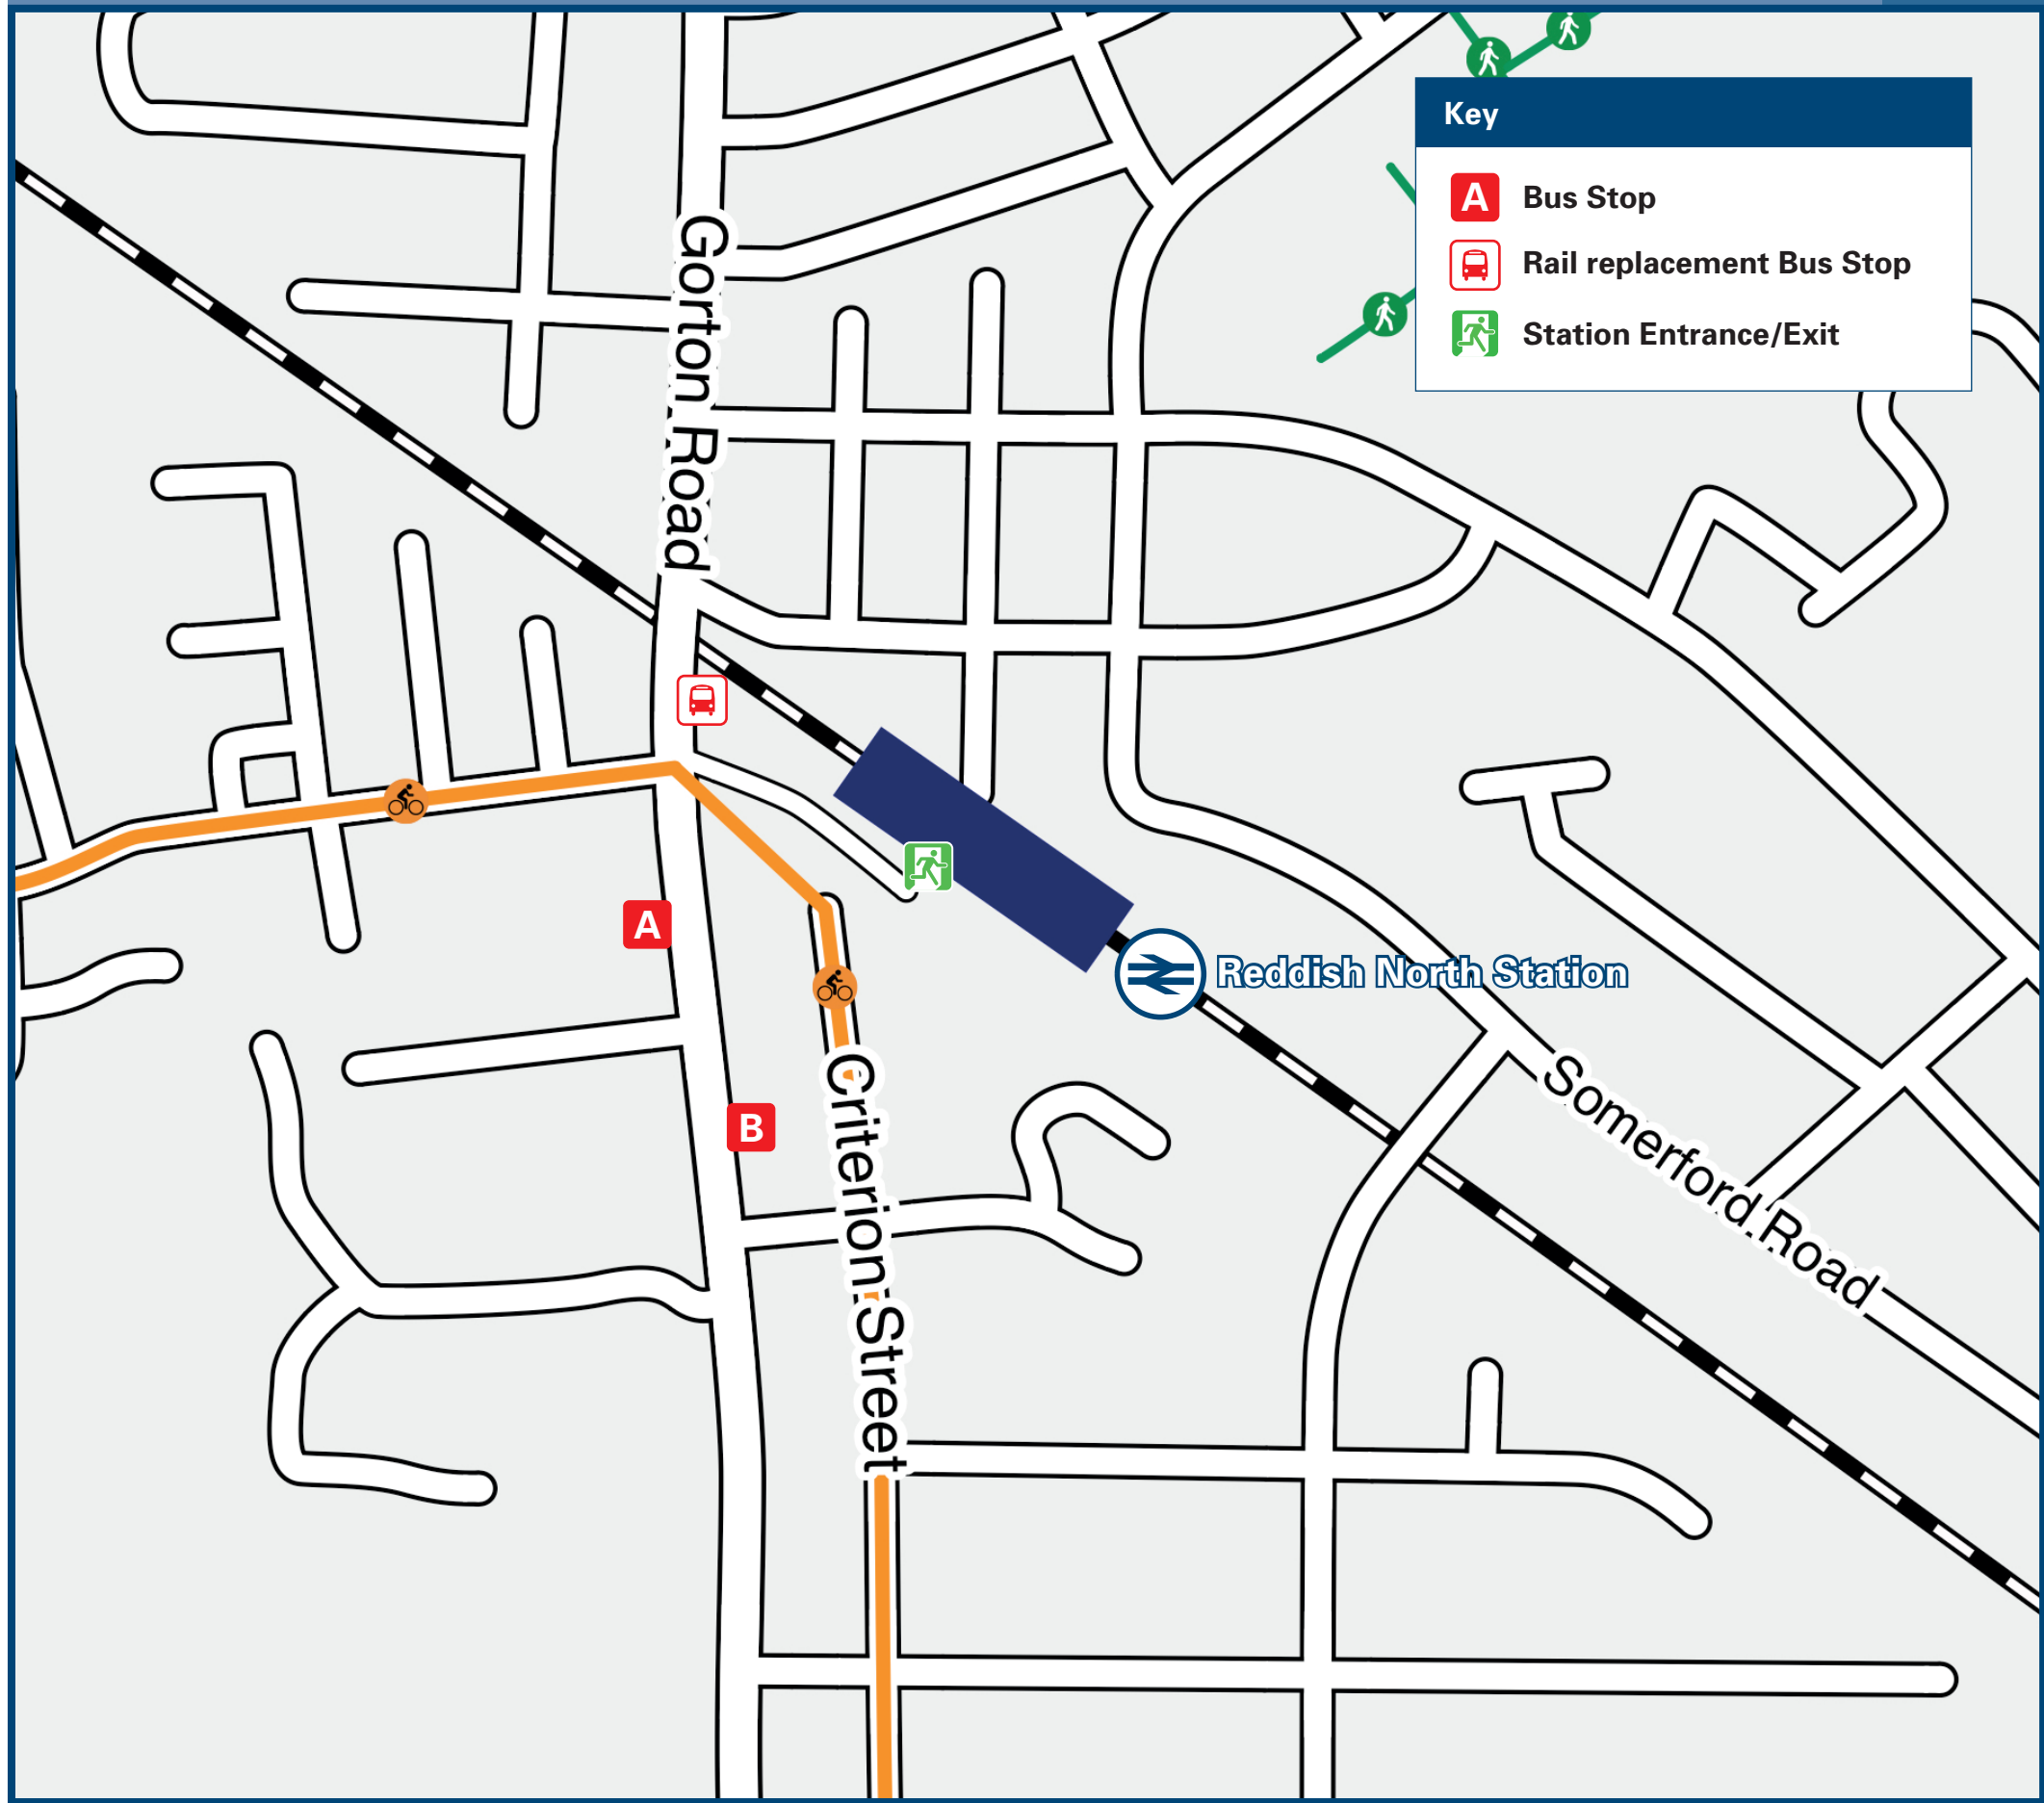 Key
A
Bus Stop
Rail replacement Bus Stop
Station Entrance/Exit
Gorton Road
A
Reddish North Station
B
Criterion Street
Somerford Road